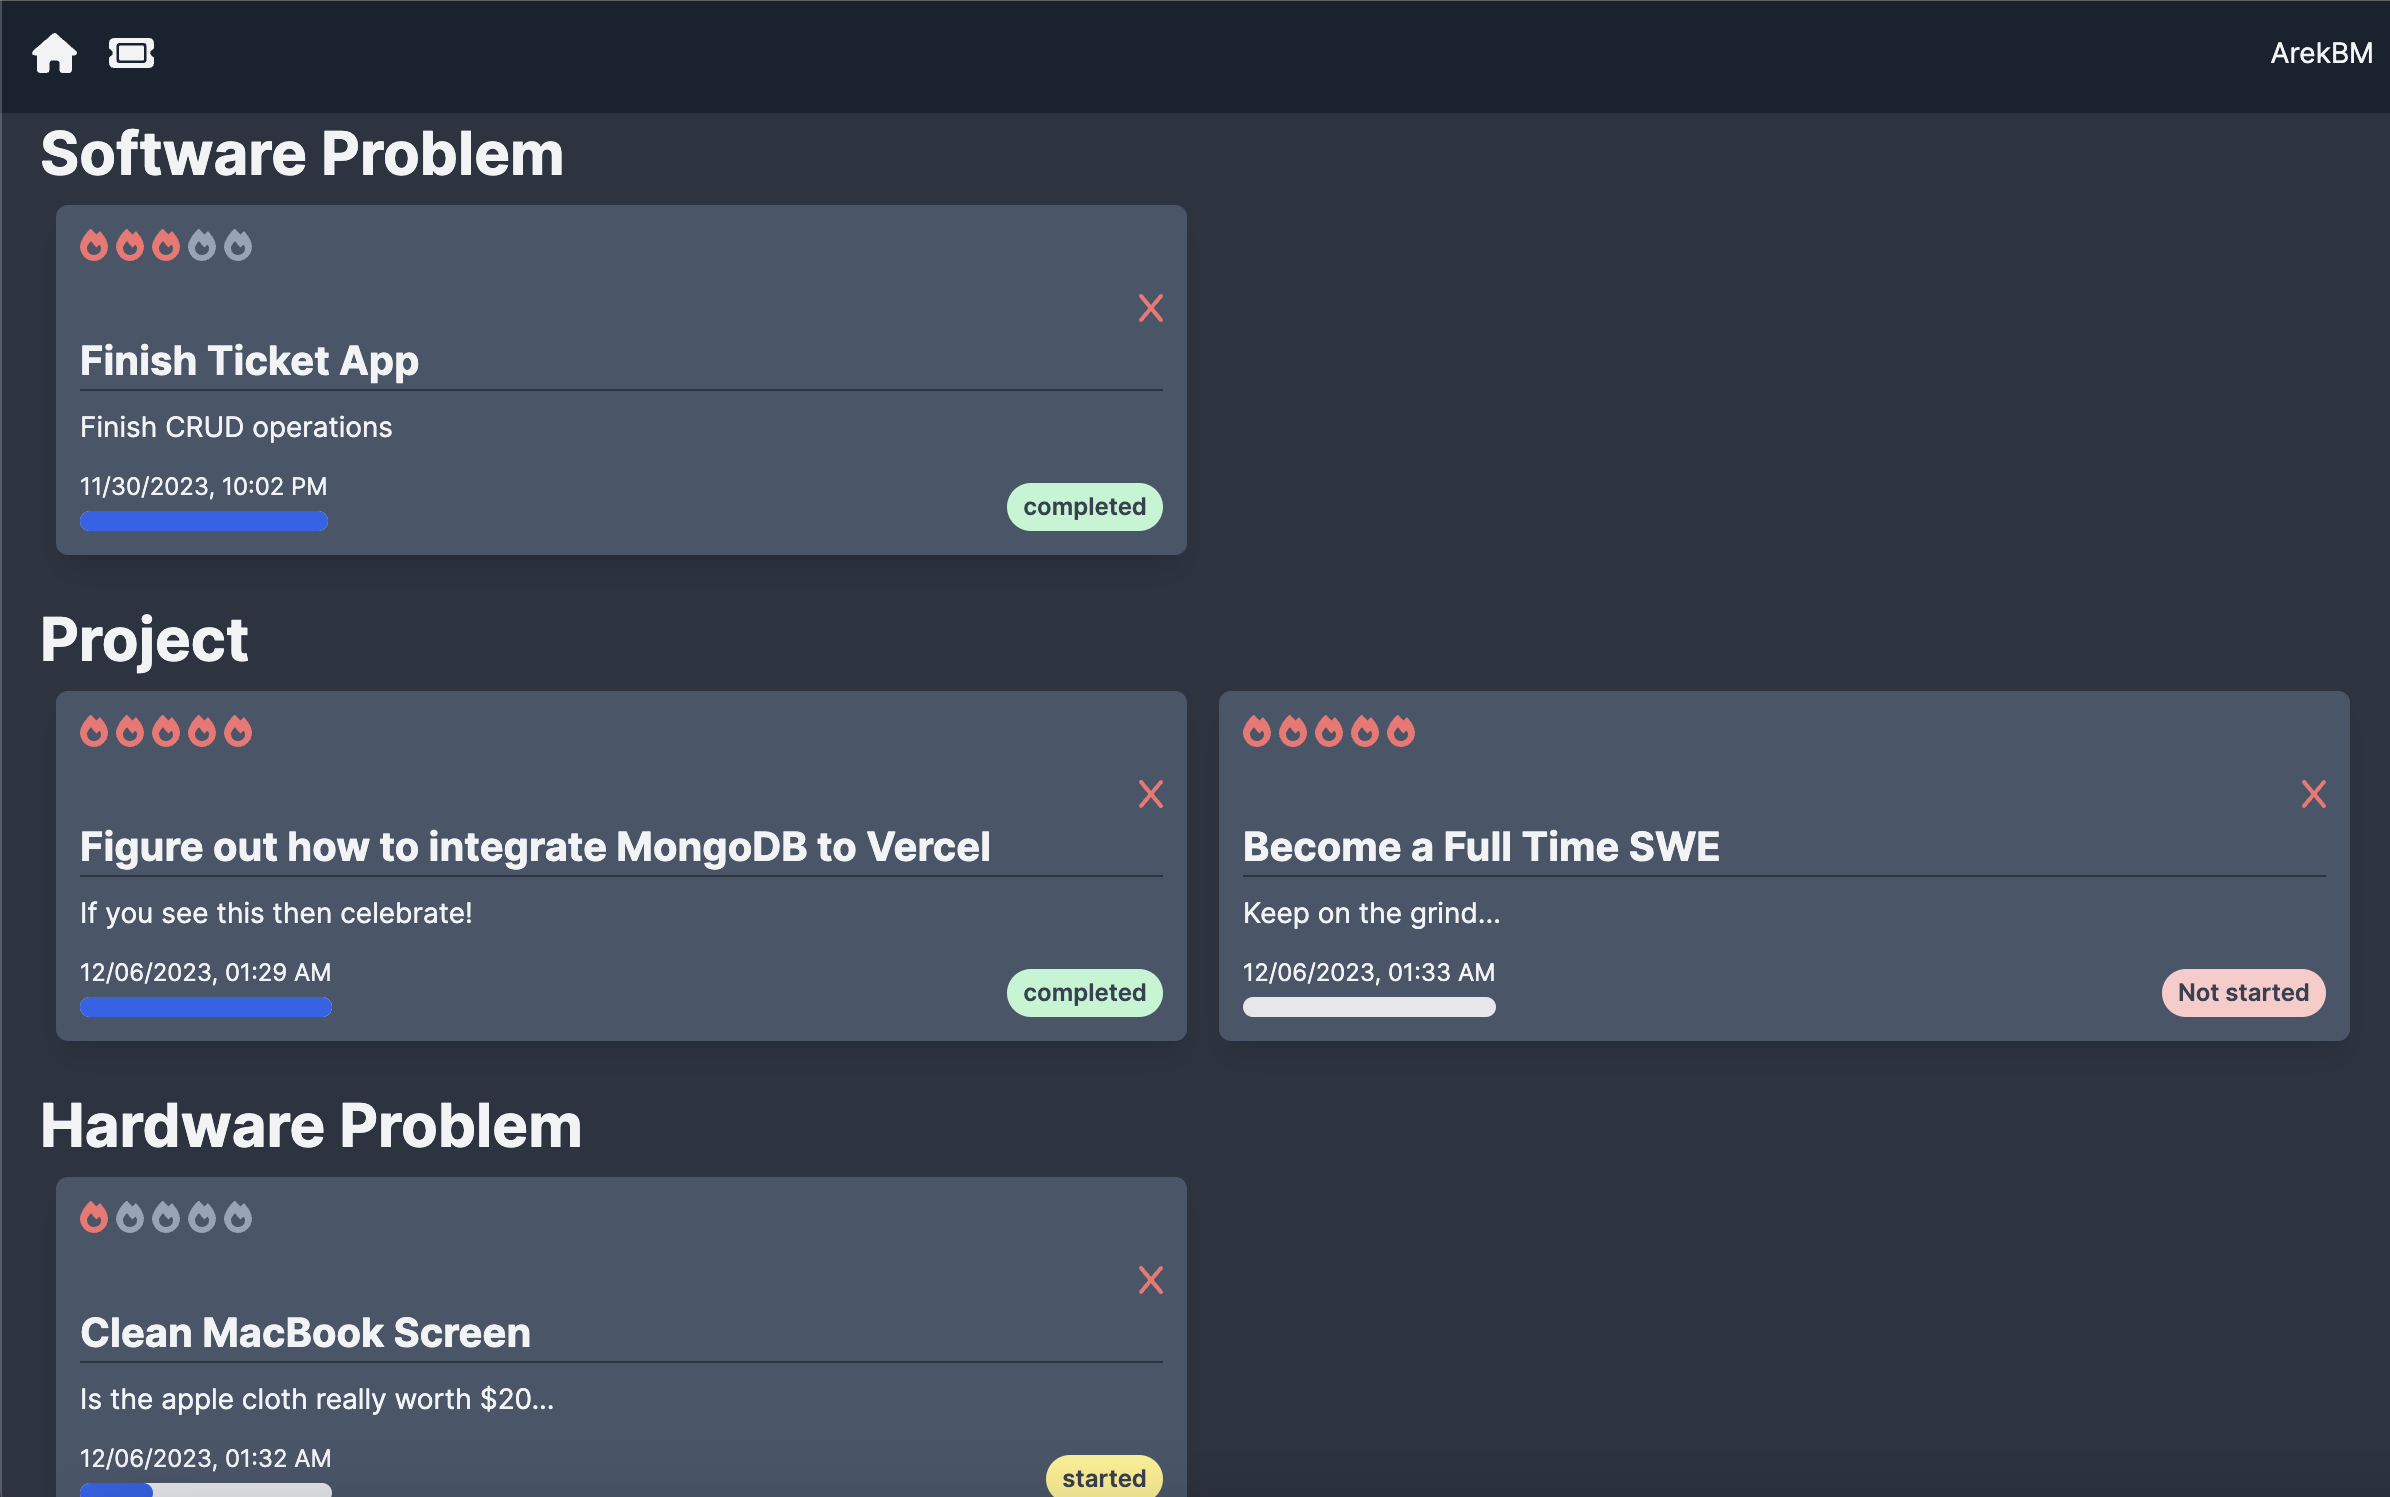 ArekBM
Software Problem
Finish Ticket App
Finish CRUD operations
11/30/2023, 10:02 PM
completed
Project
Figure out how to integrate MongoDB to Vercel
If you see this then celebrate!
12/06/2023, 01:29 AM
completed
Become a Full Time SWE
Keep on the grind...
12/06/2023, 01:33 AM
Not started
Hardware Problem
Clean MacBook Screen
Is the apple cloth really worth $20...
12/06/2023, 01:32 AM
started